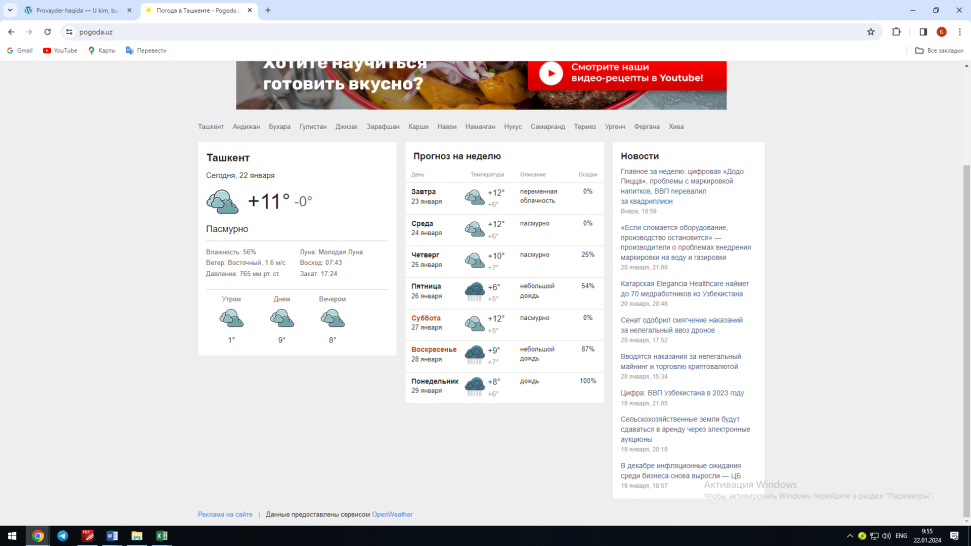 Provayder haqida — U kim, bu
Погода в Ташкенте - Pogoda.
pogoda.uz
Б
Gmail
YouTube
Карты
Перевести
Все закладки
Хотите научиться
готовить вкусно?
Смотрите наши
видео-рецепты в Youtube!
Ташкент Андижан Бухара Гулистан Джизак Зарафшан Карши Навои Наманган Нукус Самарканд Термез Ургенч Фергана Хива
Ташкент
Сегодня, 22 января
+11° -0°
Пасмурно
Влажность: 56%
Ветер: Восточный, 1.6 м/с
Давление: 765 мм рт. ст.
Луна: Молодая Луна
Восход: 07:43
Закат: 17:24
Утром Днем Вечером
1° 9° 8°
Прогноз на неделю
День Температура Описание Осадки
Завтра +12° переменная 0%
23 января +6° облачность
Среда +12° пасмурно 0%
24 января +6°
Четверг +10° пасмурно 25%
25 января +7°
Пятница +6° небольшой 54%
26 января +5° дождь
Суббота +12° пасмурно 0%
27 января +5°
Воскресенье +9° небольшой 87%
28 января +7° дождь
Понедельник +8° дождь 100%
29 января +6°
Новости
Главное за неделю: цифровая «Додо
Пицца», проблемы с маркировкой
напитков, ВВП перевалил
за квадриллион
Вчера, 18:59
«Если сломается оборудование,
производство остановится» —
производители о проблемах внедрения
маркировки на воду и газировки
20 января, 21:00
Катарская Elegancia Healthcare наймет
до 70 медработников из Узбекистана
20 января, 20:48
Сенат одобрил смягчение наказаний
за нелегальный ввоз дронов
20 января, 17:52
Вводятся наказания за нелегальный
майнинг и торговлю криптовалютой
20 января, 15:34
Цифра: ВВП Узбекистана в 2023 году
19 января, 21:05
Сельскохозяйственные земли будут
сдаваться в аренду через электронные
аукционы
19 января, 20:10
В декабре инфляционные ожидания
среди бизнеса снова выросли — ЦБ
19 января, 18:57
Активация Windows
Чтобы активировать Windows, перейдите в раздел "Параметры".
Реклама на сайте | Данные предоставлены сервисом OpenWeather
ENG
9:55
22.01.2024